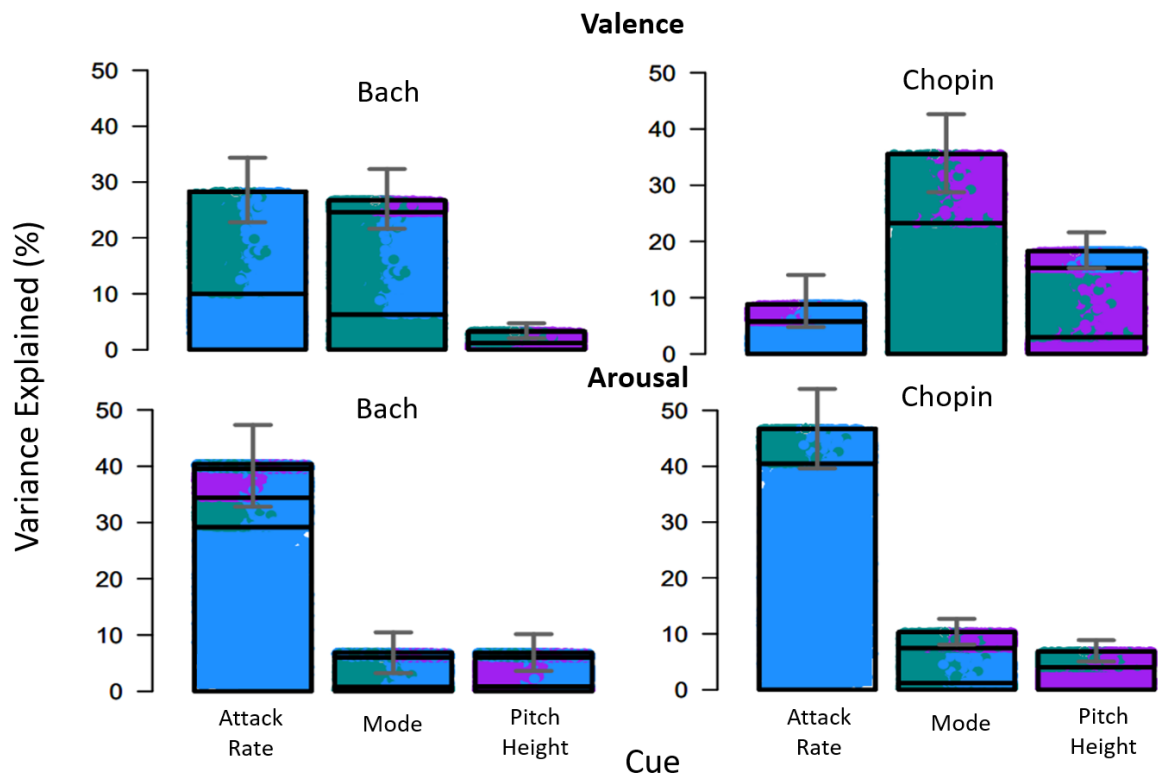 Valence
Bach
Chopin
50
40
30
20
10
0
50
40
30
20
10
0
Arousal
Bach
Chopin
50
40
30
20
10
0
50
40
30
20
10
0
Variance Explained (%)
Attack
Rate
Mode
Pitch
Height
Attack
Rate
Mode
Pitch
Height
Cue